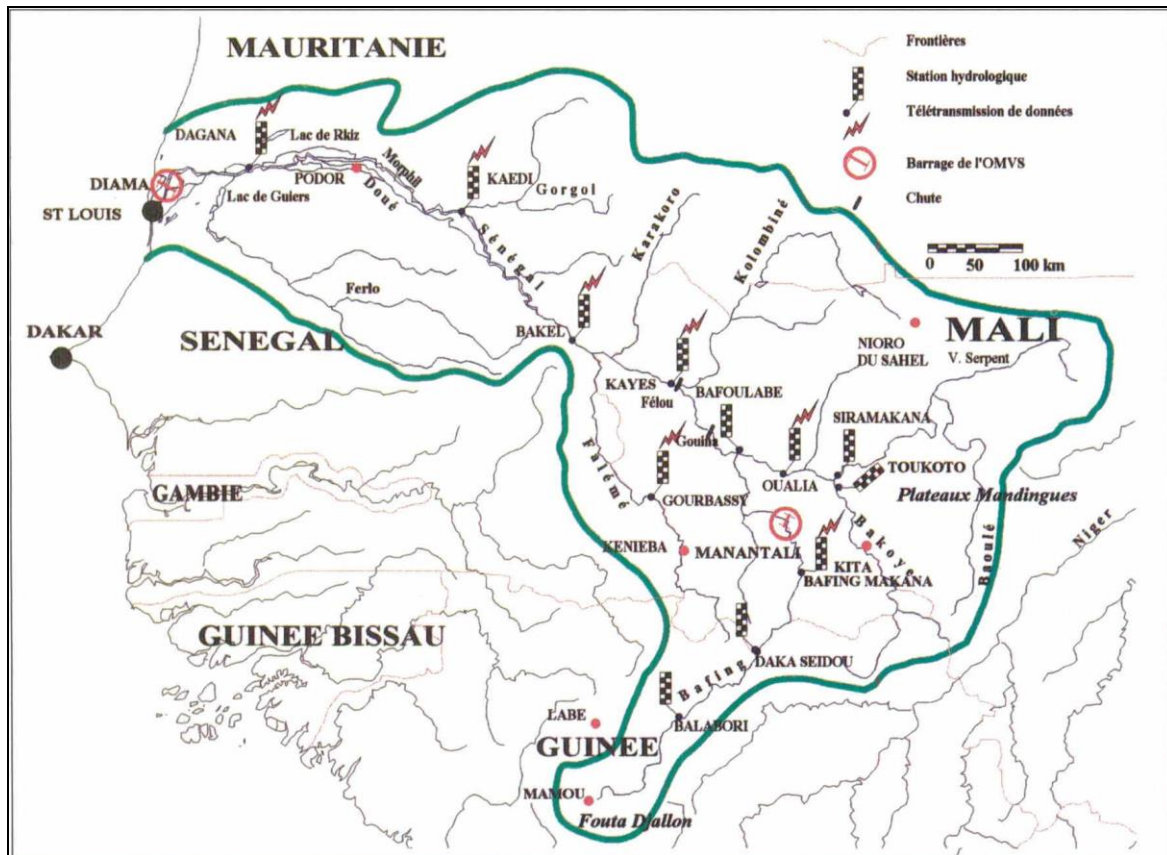 MAURITANIE
Frontières
Station hydrologique
Télétransmission de données
Barrage de l'OMVS
Chute
0 50 100 km
DAGANA
Lac de Rkiz
Morphil
KAEDI
Gorgol
DIAMA
PODOR
Doué
Lac de Guiers
ST LOUIS
Sénégal
Karakoro
Kolombiné
Ferlo
DAKAR
SENEGAL
BAKEL
MALI
NIORO
DU SAHEL
V. Serpent
KAYES
Félou
BAFOULABE
SIRAMAKANA
Gouina
Falémé
TOUKOTO
OUALIA
Plateaux Mandingues
GAMBIE
GOURBASSY
Niger
KENIEBA
MANANTALI
Bakoye
Baoulé
KITA
BAFING MAKANA
GUINEE BISSAU
DAKA SEIDOU
Bafing
LABE
BALABORI
GUINEE
MAMOU
Fouta Djallon